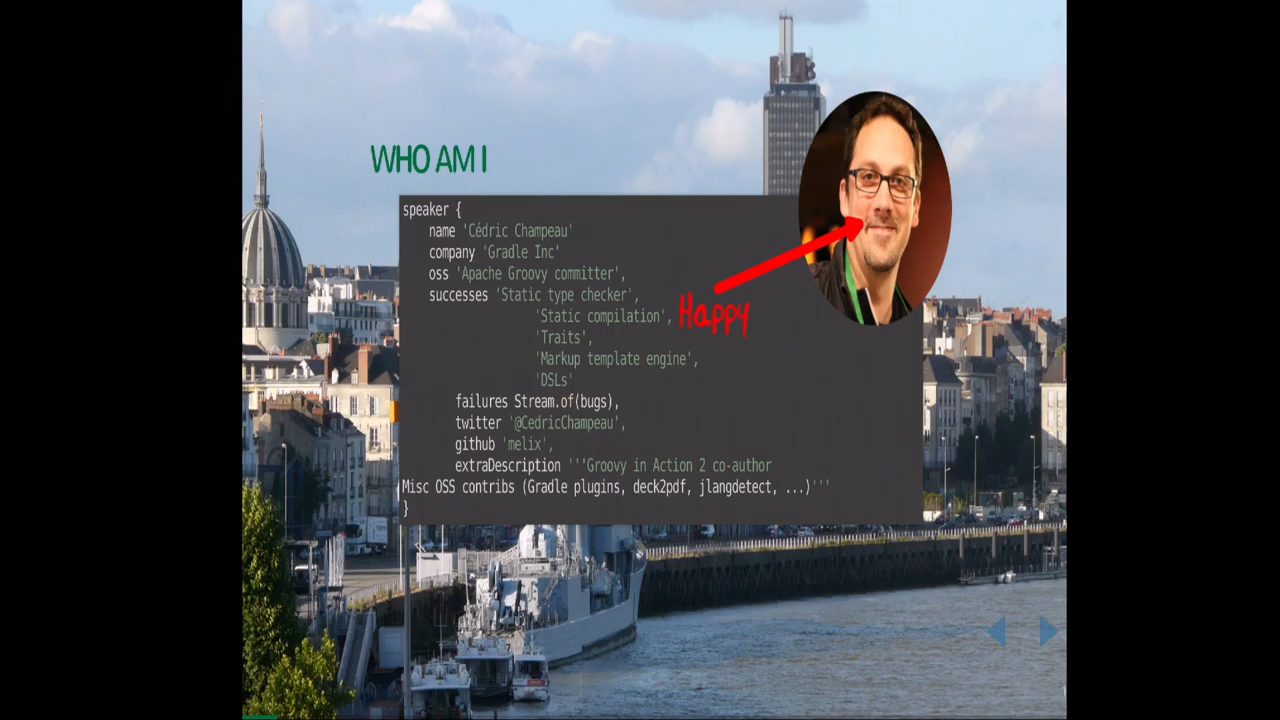 WHO AM I
speaker {
name 'Cédric Champeau'
company 'Gradle Inc'
oss 'Apache Groovy committer',
successes 'Static type checker',
'Static compilation',
'Traits',
'Markup template engine',
'DSLs'
failures Stream.of(bugs),
twitter '@CedricChampeau',
github 'melix',
extraDescription '''Groovy in Action 2 co-author
Misc OSS contribs (Gradle plugins, deck2pdf, jlangdetect, ...)'''
}
Happy